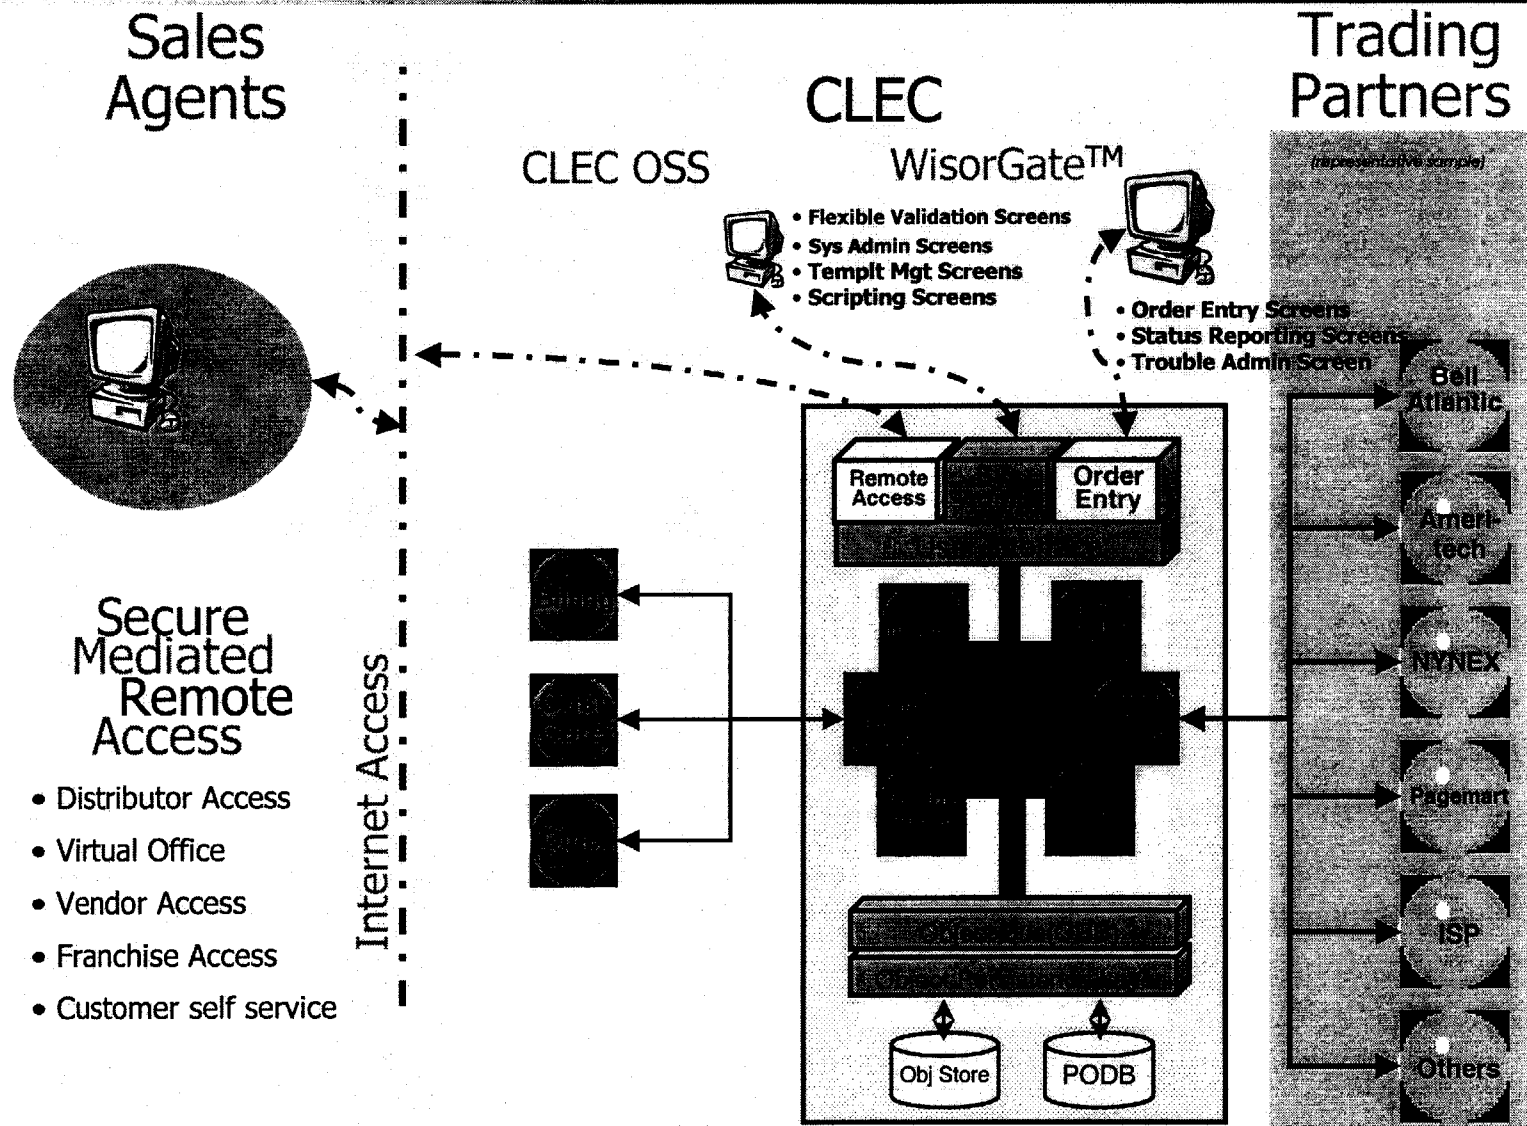 Sales
Agents
Trading
Partners
CLEC
(representative sample)
CLEC OSS
WisorGate™
• Flexible Validation Screens
• Sys Admin Screens
• Templt Mgt Screens
• Scripting Screens
• Order Entry Screens
• Status Reporting Screens
• Trouble Admin Screen
Bell
Atlantic
Remote
Access
Order
Entry
Ameri-
tech
Secure
Mediated
Remote
Access
Internet Access
NYNEX
• Distributor Access
• Virtual Office
• Vendor Access
• Franchise Access
• Customer self service
Pagemart
ISP
Obj Store
PODB
Others